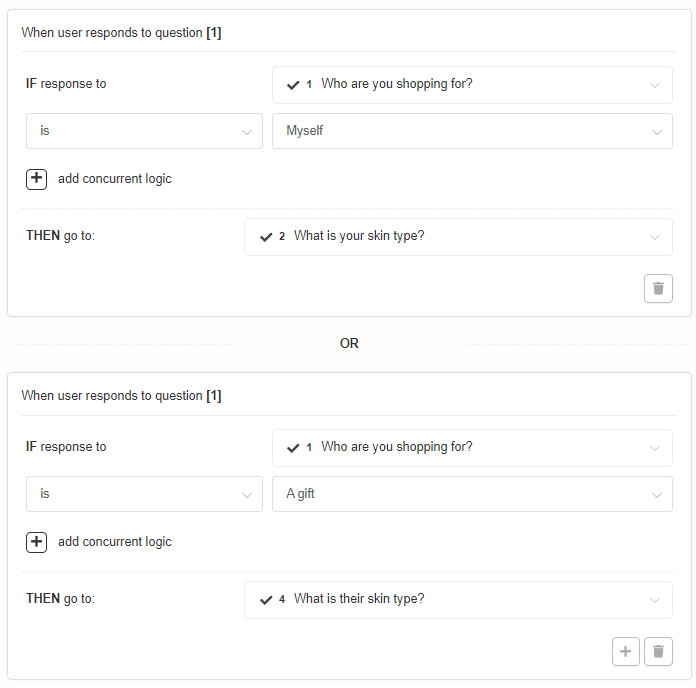 When user responds to question [1]
IF response to
1 Who are you shopping for?
is
Myself
add concurrent logic
THEN go to:
2 What is your skin type?
OR
When user responds to question [1]
IF response to
1 Who are you shopping for?
is
A gift
add concurrent logic
THEN go to:
4 What is their skin type?